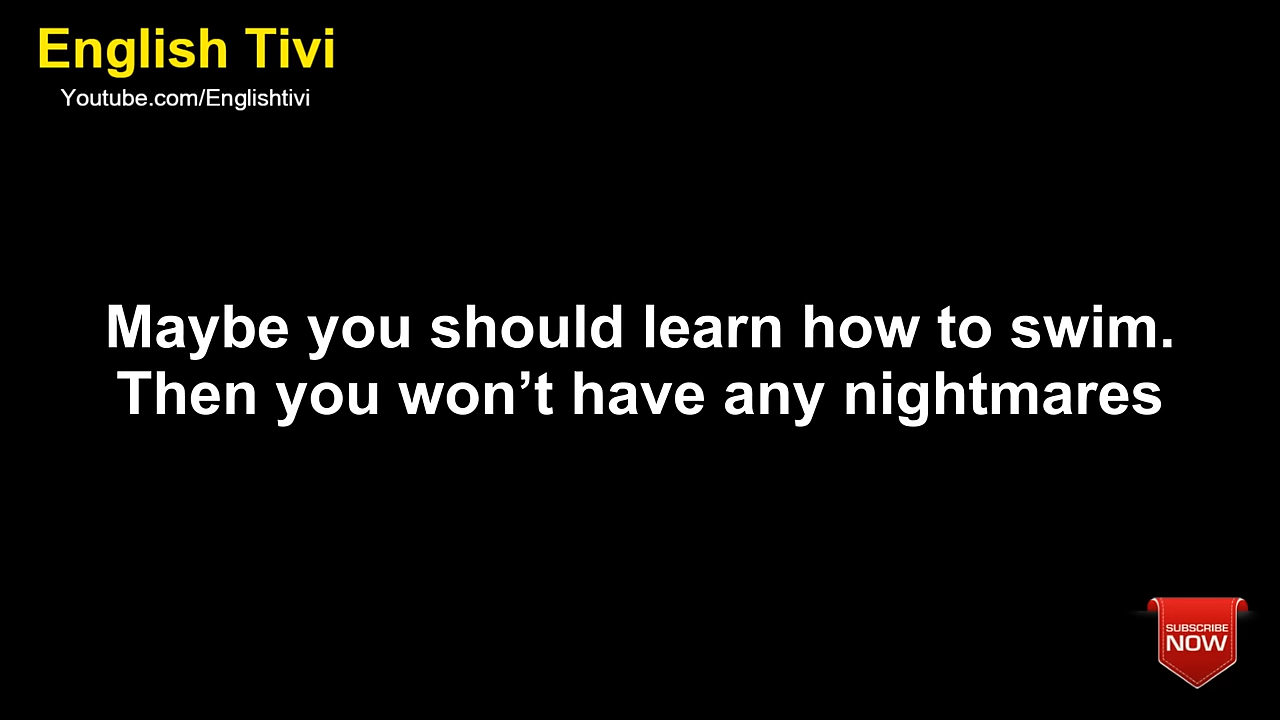 English Tivi
Youtube.com/Englishtivi
Maybe you should learn how to swim.
Then you won’t have any nightmares
SUBSCRIBE
NOW